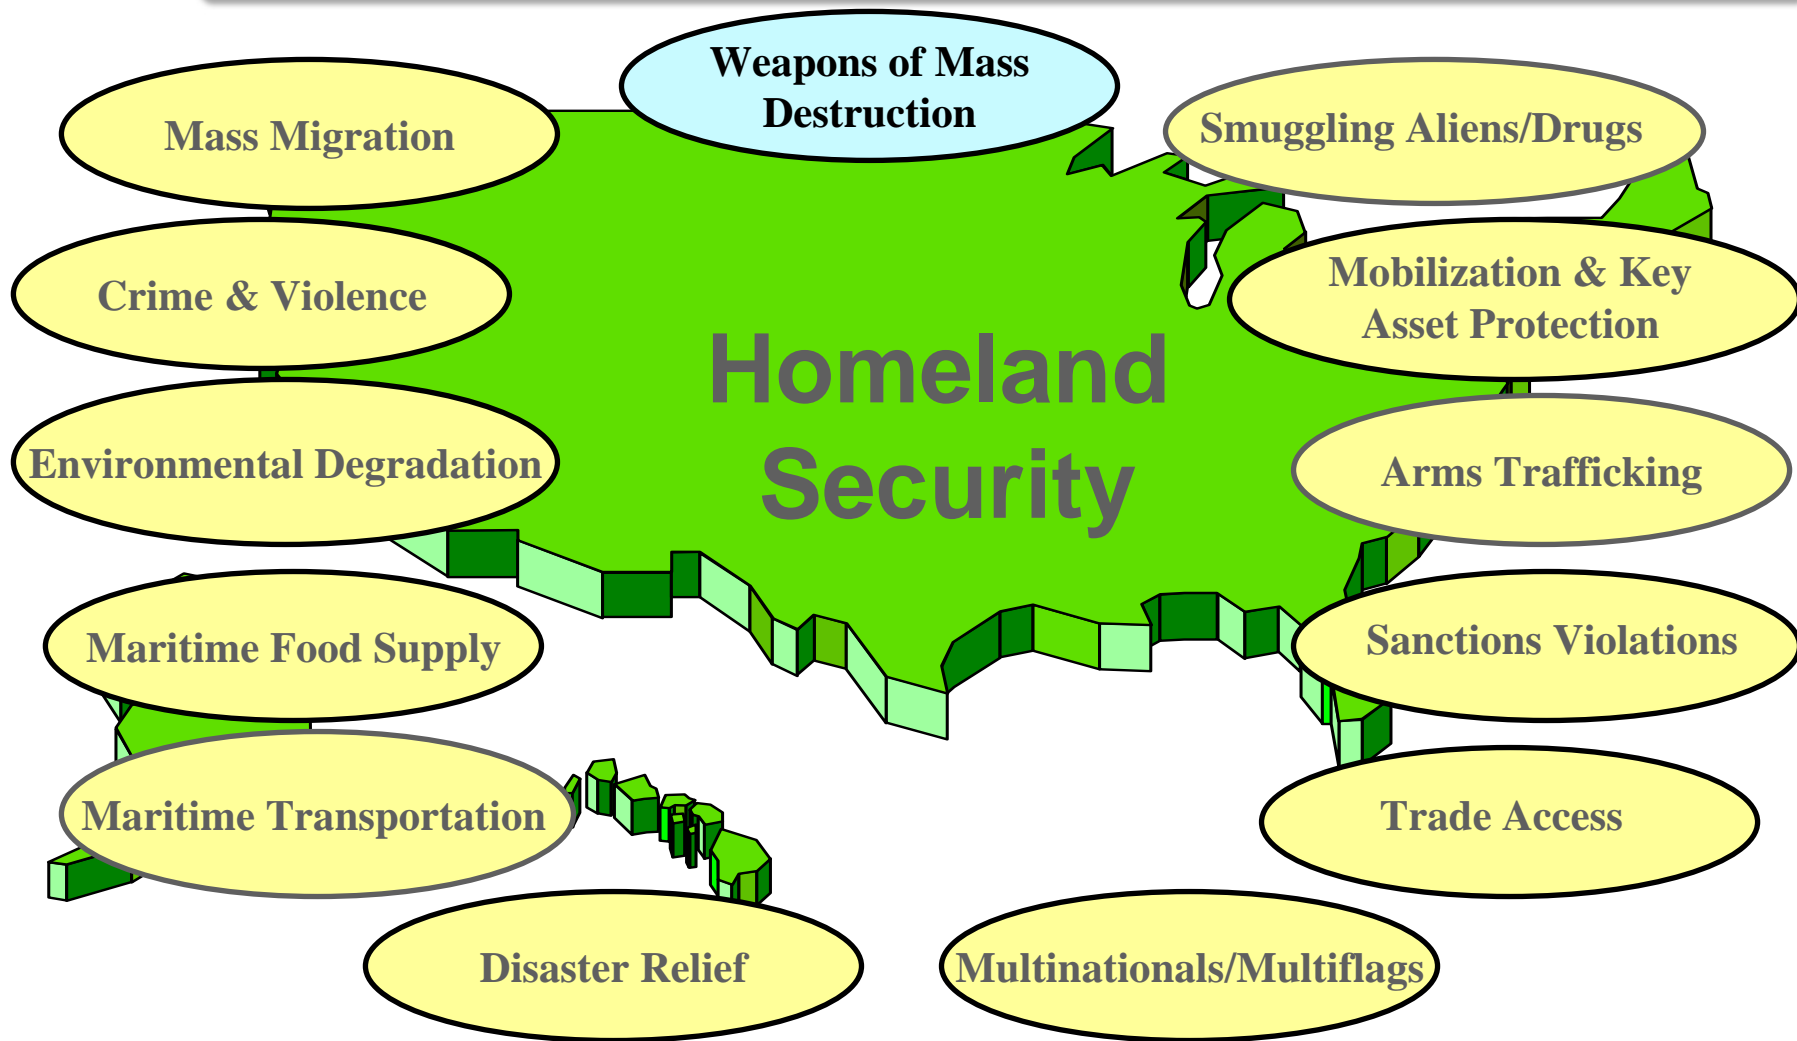 Weapons of Mass
Destruction
Mass Migration
Smuggling Aliens/Drugs
Crime & Violence
Mobilization & Key
Asset Protection
Homeland
Security
Environmental Degradation
Arms Trafficking
Maritime Food Supply
Sanctions Violations
Maritime Transportation
Trade Access
Disaster Relief
Multinationals/Multiflags